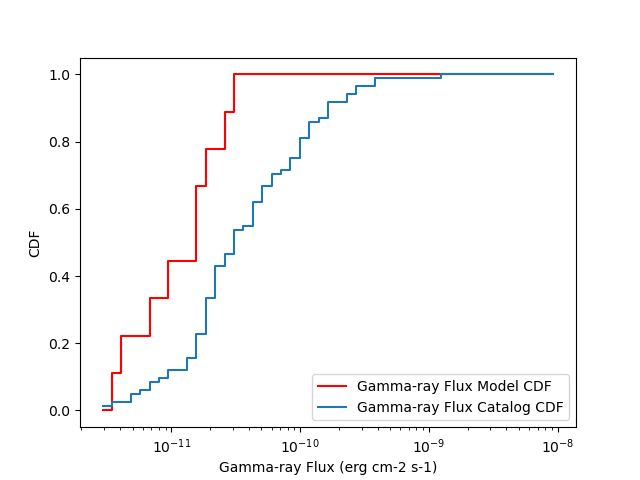 1.0
0.8
0.6
0.4
0.2
0.0
CDF
10⁻¹¹
10⁻¹⁰
10⁻⁹
10⁻⁸
Gamma-ray Flux (erg cm-2 s-1)
Gamma-ray Flux Model CDF
Gamma-ray Flux Catalog CDF